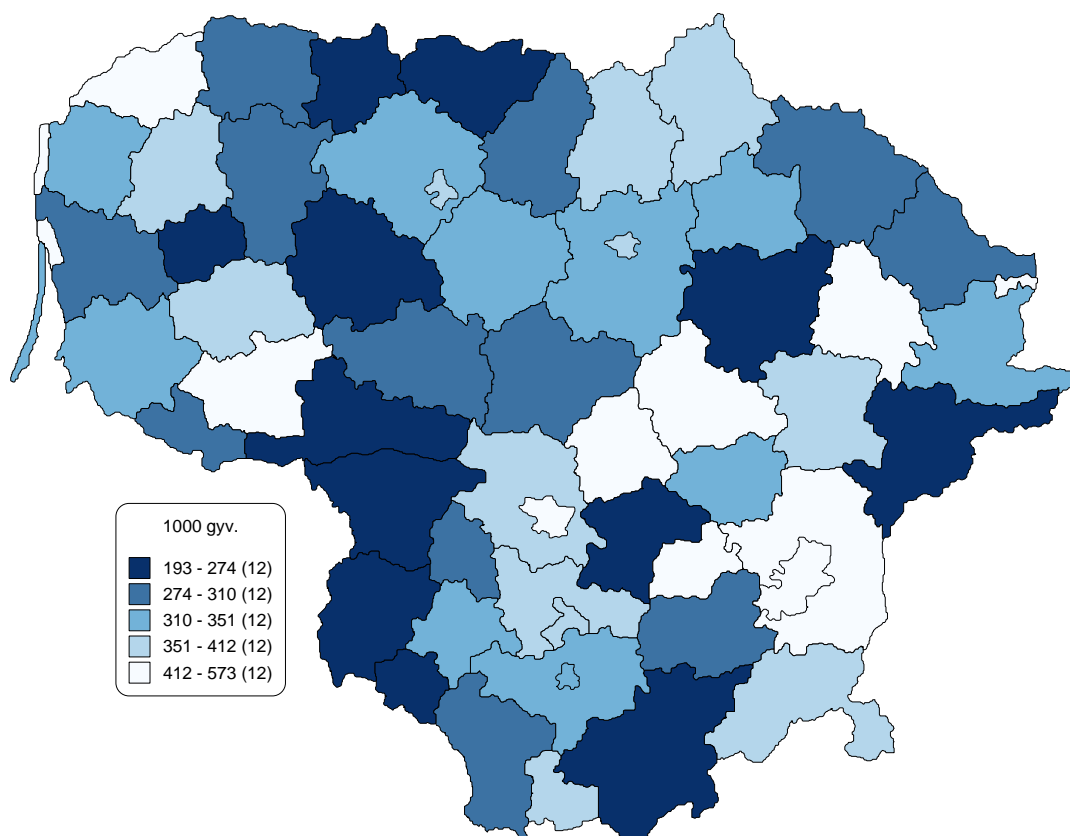 1000 gyv.
193 - 274 (12)
274 - 310 (12)
310 - 351 (12)
351 - 412 (12)
412 - 573 (12)